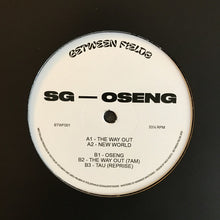 BETWEEN FIELDS
SG — OSENG
BTWF001
33⅓ RPM
A1 - THE WAY OUT
A2 - NEW WORLD
B1 - OSENG
B2 - THE WAY OUT (7AM)
B3 - TAU (REPRISE)